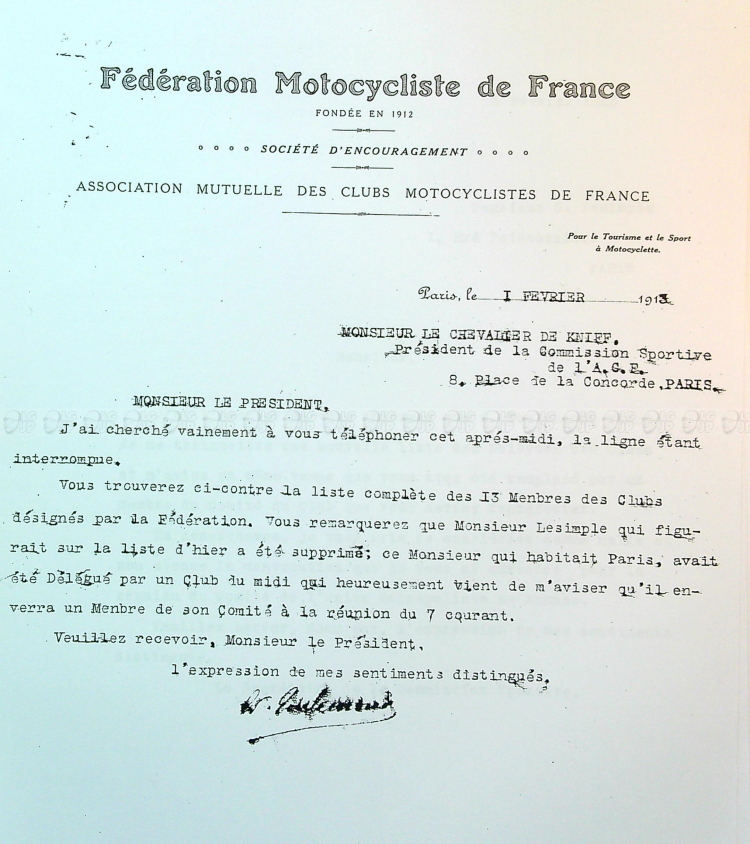 Fédération Motocycliste de France
FONDÉE EN 1912
SOCIÉTÉ D'ENCOURAGEMENT
ASSOCIATION MUTUELLE DES CLUBS MOTOCYCLISTES DE FRANCE
Pour le Tourisme et le Sport
à Motocyclette.
Paris, le I FEVRIER 1913
MONSIEUR LE CHEVALIER DE KNIFF.
Président de la Commission Sportive
de l'A.C.F.
8. Place de la Concorde.PARIS.
MONSIEUR LE PRESIDENT.
J'ai cherché vainement à vous téléphoner cet aprés-midi, la ligne étant
interrompue.
Vous trouverez ci-contre la liste complète des I3 Menbres des Clubs
désignés par la Fédération. Vous remarquerez que Monsieur Lesimple qui figu-
rait sur la liste d'hier a été supprimé; ce Monsieur qui habitait Paris, avait
été Délégué par un Club du midi qui heureusement vient de m'aviser qu'il en-
verra un Menbre de son Comité à la réunion du 7 courant.
Veuillez recevoir, Monsieur le Président,
l'expression de mes sentiments distingués.